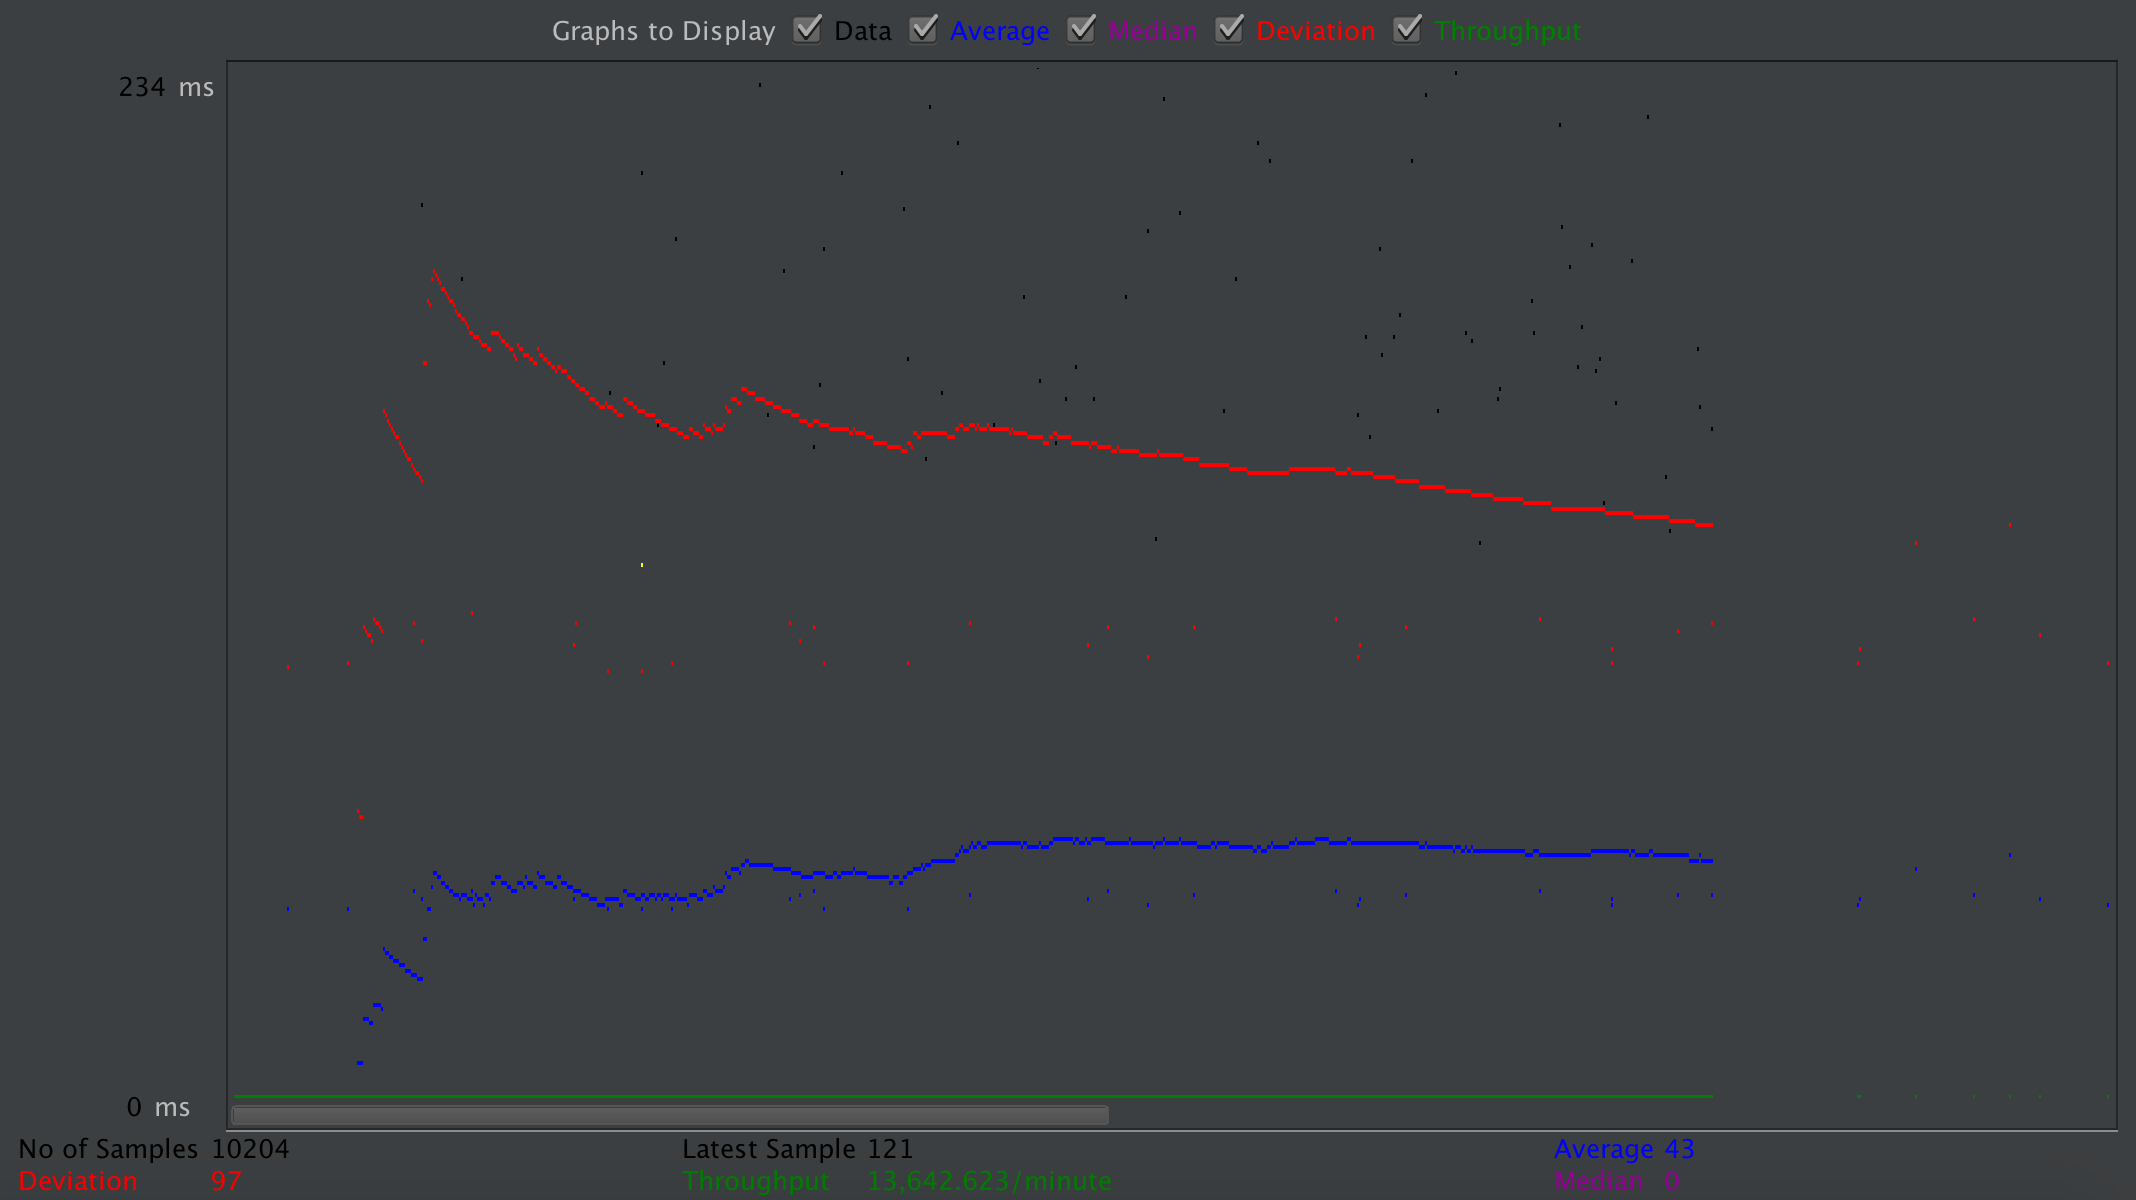 Graphs to Display Data Average Median Deviation Throughput
234 ms
0 ms
No of Samples 10204 Latest Sample 121 Average 43
Deviation 97 Throughput 13,642.623/minute Median 0